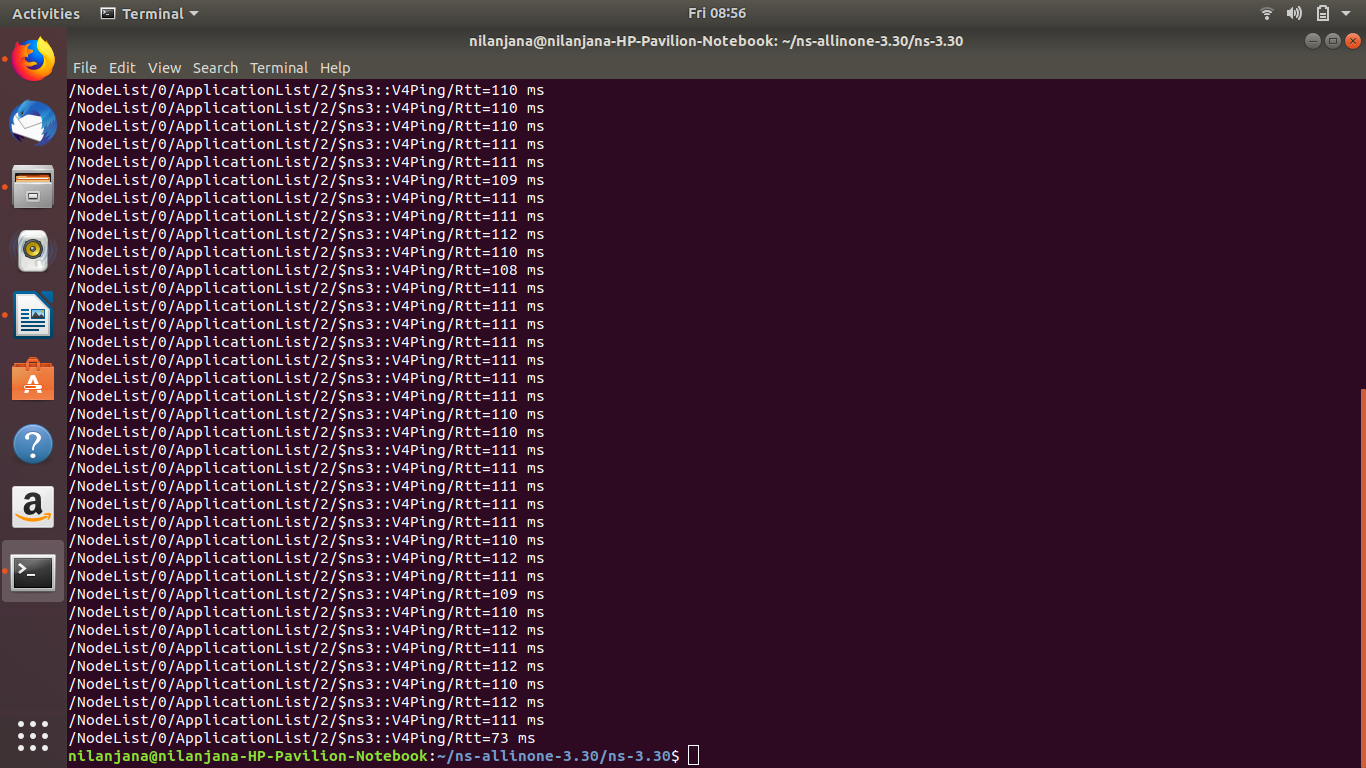 Activities Terminal Fri 08:56
nilanjana@nilanjana-HP-Pavilion-Notebook: ~/ns-allinone-3.30/ns-3.30
File Edit View Search Terminal Help
/NodeList/0/ApplicationList/2/$ns3::V4Ping/Rtt=110 ms
/NodeList/0/ApplicationList/2/$ns3::V4Ping/Rtt=110 ms
/NodeList/0/ApplicationList/2/$ns3::V4Ping/Rtt=110 ms
/NodeList/0/ApplicationList/2/$ns3::V4Ping/Rtt=111 ms
/NodeList/0/ApplicationList/2/$ns3::V4Ping/Rtt=111 ms
/NodeList/0/ApplicationList/2/$ns3::V4Ping/Rtt=109 ms
/NodeList/0/ApplicationList/2/$ns3::V4Ping/Rtt=111 ms
/NodeList/0/ApplicationList/2/$ns3::V4Ping/Rtt=111 ms
/NodeList/0/ApplicationList/2/$ns3::V4Ping/Rtt=112 ms
/NodeList/0/ApplicationList/2/$ns3::V4Ping/Rtt=110 ms
/NodeList/0/ApplicationList/2/$ns3::V4Ping/Rtt=108 ms
/NodeList/0/ApplicationList/2/$ns3::V4Ping/Rtt=111 ms
/NodeList/0/ApplicationList/2/$ns3::V4Ping/Rtt=111 ms
/NodeList/0/ApplicationList/2/$ns3::V4Ping/Rtt=111 ms
/NodeList/0/ApplicationList/2/$ns3::V4Ping/Rtt=111 ms
/NodeList/0/ApplicationList/2/$ns3::V4Ping/Rtt=111 ms
/NodeList/0/ApplicationList/2/$ns3::V4Ping/Rtt=111 ms
/NodeList/0/ApplicationList/2/$ns3::V4Ping/Rtt=111 ms
/NodeList/0/ApplicationList/2/$ns3::V4Ping/Rtt=110 ms
/NodeList/0/ApplicationList/2/$ns3::V4Ping/Rtt=110 ms
/NodeList/0/ApplicationList/2/$ns3::V4Ping/Rtt=111 ms
/NodeList/0/ApplicationList/2/$ns3::V4Ping/Rtt=111 ms
/NodeList/0/ApplicationList/2/$ns3::V4Ping/Rtt=111 ms
/NodeList/0/ApplicationList/2/$ns3::V4Ping/Rtt=111 ms
/NodeList/0/ApplicationList/2/$ns3::V4Ping/Rtt=111 ms
/NodeList/0/ApplicationList/2/$ns3::V4Ping/Rtt=110 ms
/NodeList/0/ApplicationList/2/$ns3::V4Ping/Rtt=112 ms
/NodeList/0/ApplicationList/2/$ns3::V4Ping/Rtt=111 ms
/NodeList/0/ApplicationList/2/$ns3::V4Ping/Rtt=109 ms
/NodeList/0/ApplicationList/2/$ns3::V4Ping/Rtt=110 ms
/NodeList/0/ApplicationList/2/$ns3::V4Ping/Rtt=112 ms
/NodeList/0/ApplicationList/2/$ns3::V4Ping/Rtt=111 ms
/NodeList/0/ApplicationList/2/$ns3::V4Ping/Rtt=112 ms
/NodeList/0/ApplicationList/2/$ns3::V4Ping/Rtt=110 ms
/NodeList/0/ApplicationList/2/$ns3::V4Ping/Rtt=112 ms
/NodeList/0/ApplicationList/2/$ns3::V4Ping/Rtt=111 ms
/NodeList/0/ApplicationList/2/$ns3::V4Ping/Rtt=73 ms
nilanjana@nilanjana-HP-Pavilion-Notebook:~/ns-allinone-3.30/ns-3.30$